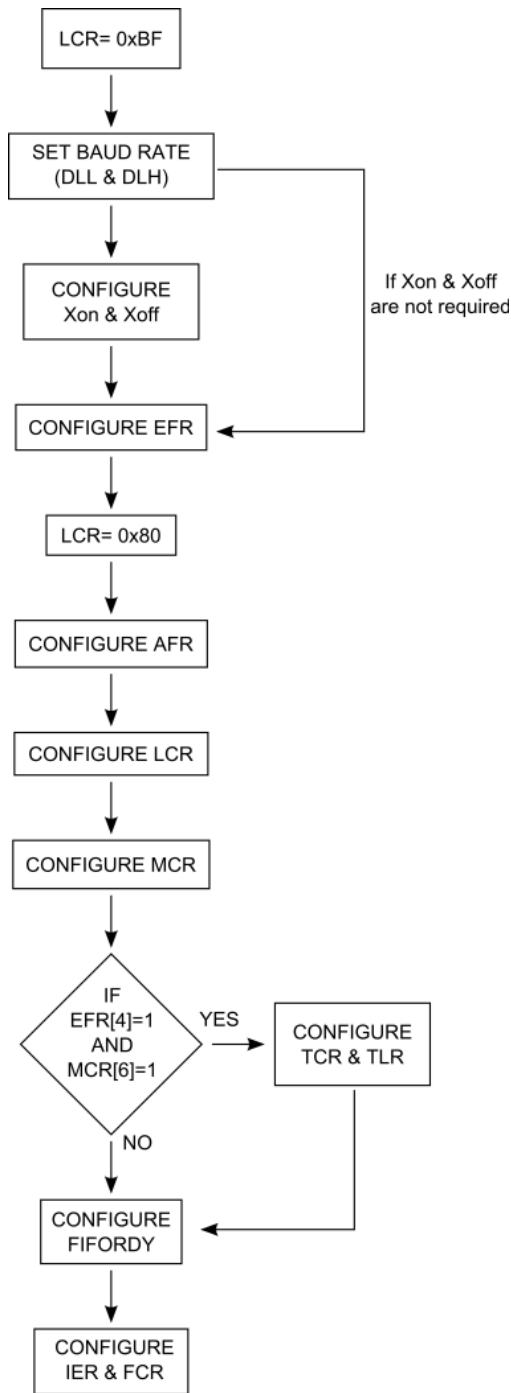 LCR= 0xBF
SET BAUD RATE
(DLL & DLH)
If Xon & Xoff
are not required
CONFIGURE
Xon & Xoff
CONFIGURE EFR
LCR= 0x80
CONFIGURE AFR
CONFIGURE LCR
CONFIGURE MCR
IF
EFR[4]=1
AND
MCR[6]=1
YES
CONFIGURE
TCR & TLR
NO
CONFIGURE
FIFORDY
CONFIGURE
IER & FCR